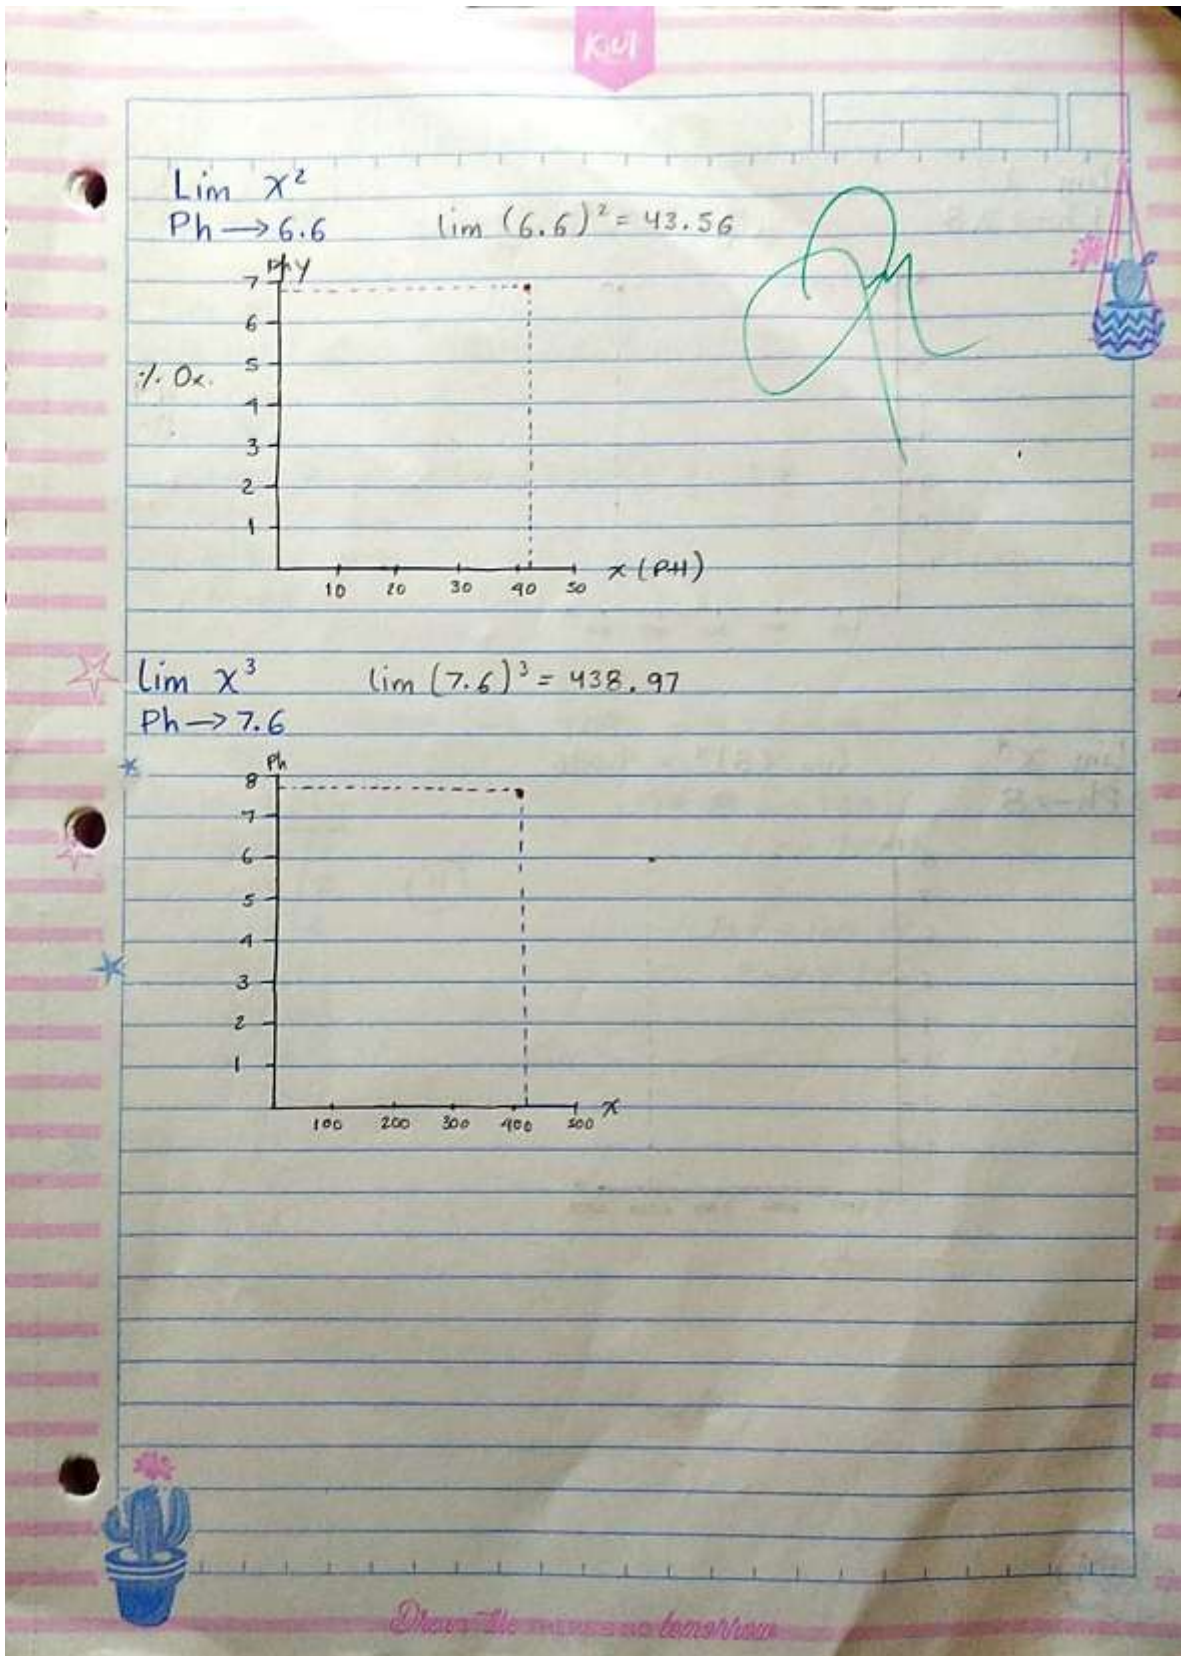 KIWI
Lim x²
Ph → 6.6 lim (6.6)² = 43.56
Ph Y
7
6
5
% Ox.
4
3
2
1
x (PH)
10 20 30 40 50
lim x³ lim (7.6)³ = 438.97
Ph → 7.6
Ph
8
7
6
5
4
3
2
1
x
100 200 300 400 500
tomorrow